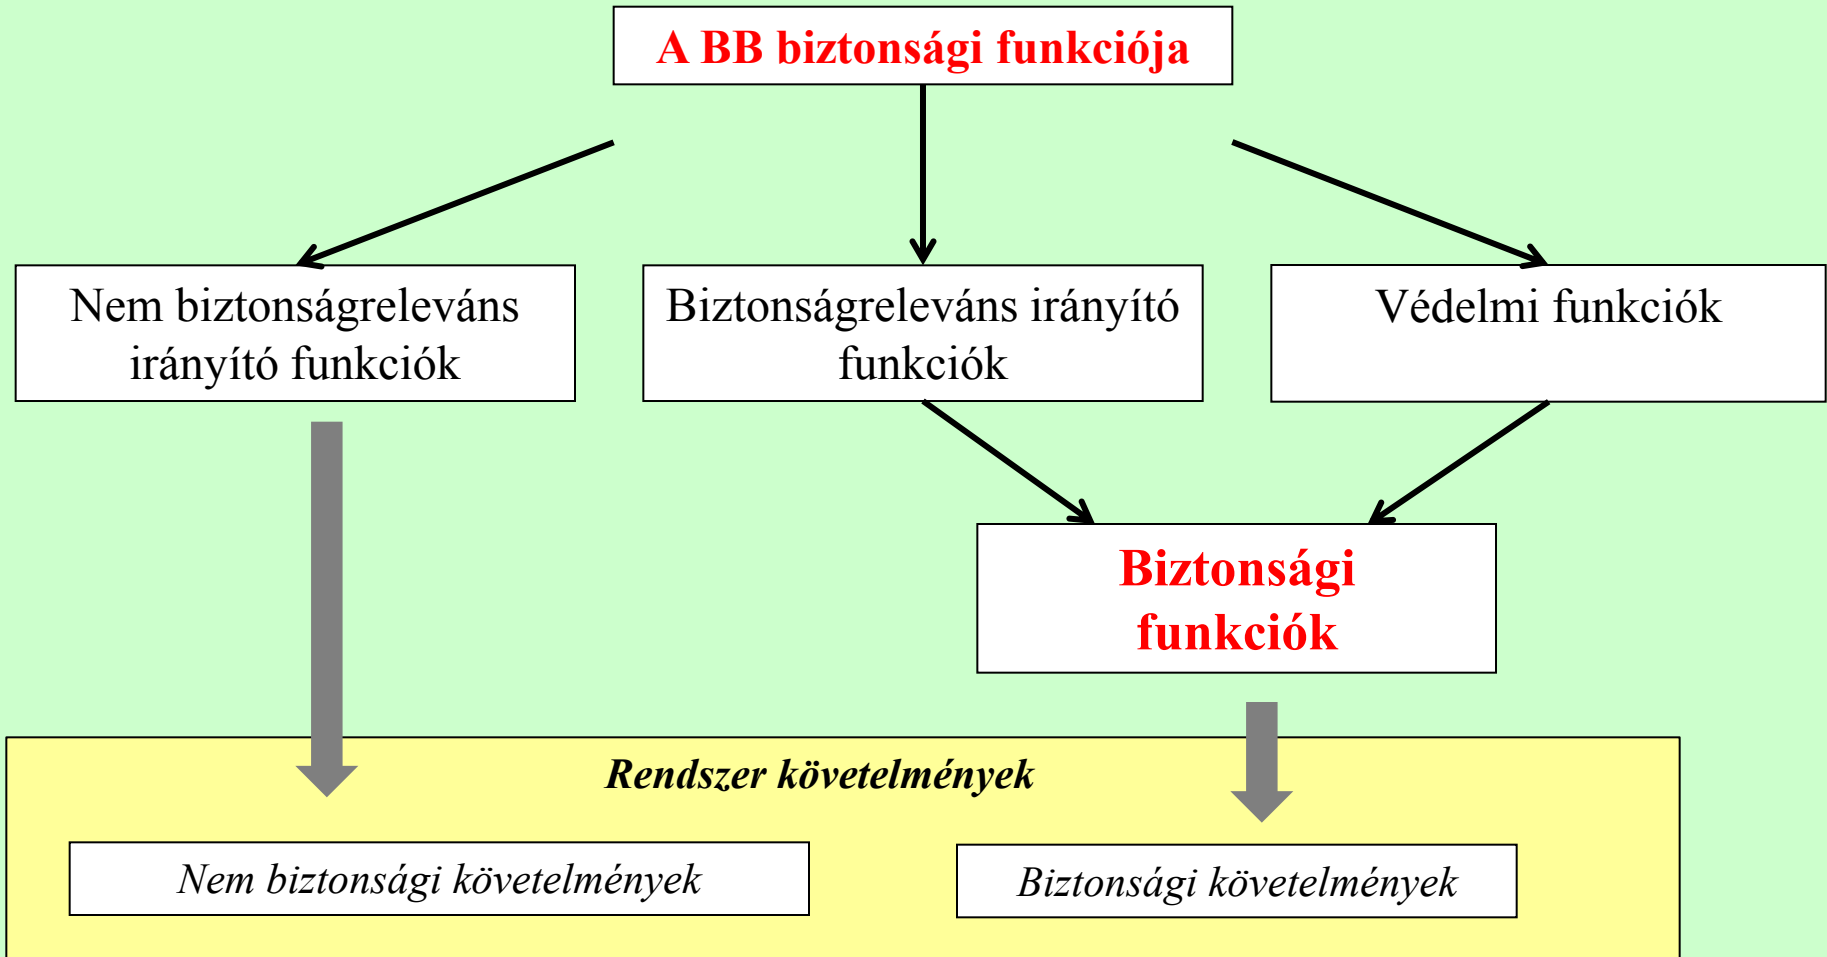 A BB biztonsági funkciója
Nem biztonságreleváns
irányító funkciók
Biztonságreleváns irányító
funkciók
Védelmi funkciók
Biztonsági
funkciók
Rendszer követelmények
Nem biztonsági követelmények
Biztonsági követelmények